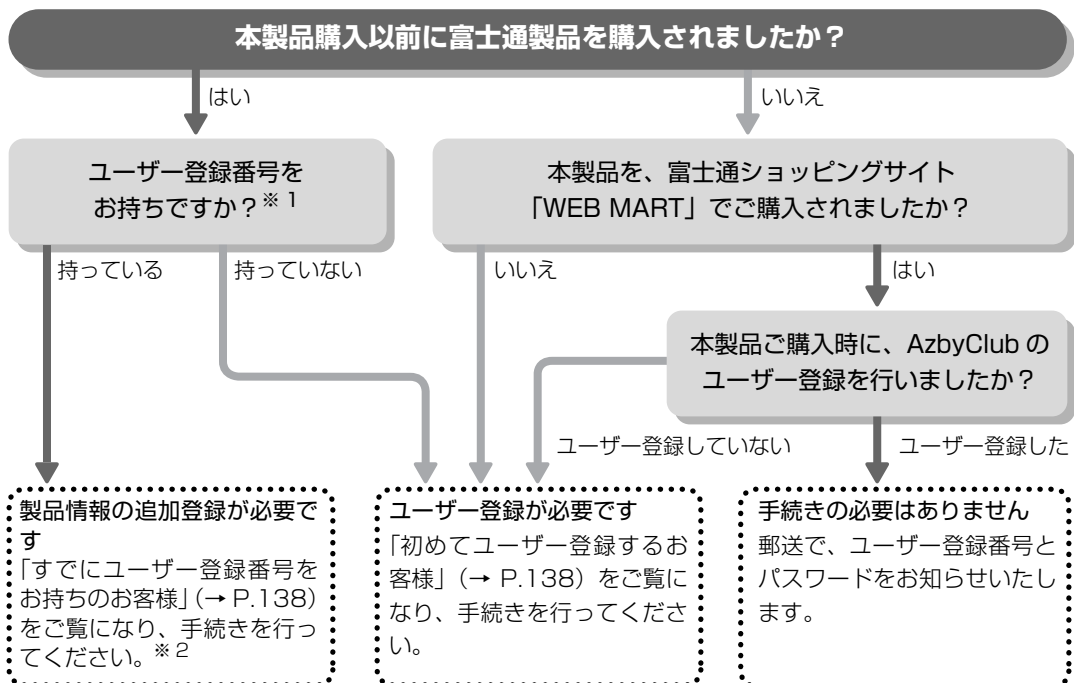 本製品購入以前に富士通製品を購入されましたか？
はい
いいえ
ユーザー登録番号を
お持ちですか？※1
本製品を、富士通ショッピングサイト
「WEB MART」でご購入されましたか？
持っている
持っていない
いいえ
はい
本製品ご購入時に、AzbyClub の
ユーザー登録を行いましたか？
ユーザー登録していない
ユーザー登録した
製品情報の追加登録が必要で
す
「すでにユーザー登録番号を
お持ちのお客様」（→ P.138）
をご覧になり、手続きを行っ
てください。※2
ユーザー登録が必要です
「初めてユーザー登録するお
客様」（→ P.138）をご覧に
なり、手続きを行ってくださ
い。
手続きの必要はありません
郵送で、ユーザー登録番号と
パスワードをお知らせいたし
ます。